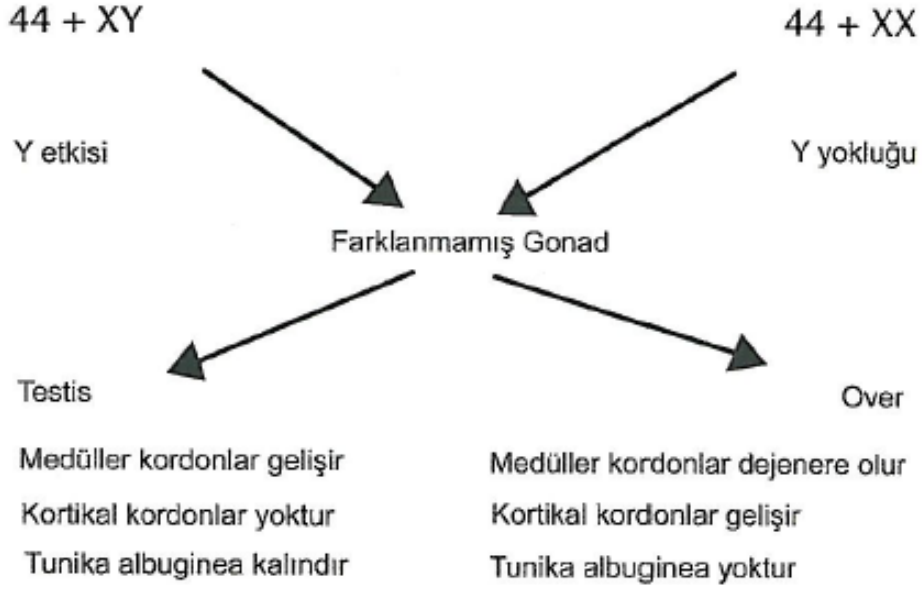 44 + XY
44 + XX
Y etkisi
Y yokluğu
Farklanmamış Gonad
Testis
Over
Medüller kordonlar gelişir
Medüller kordonlar dejenere olur
Kortikal kordonlar yoktur
Kortikal kordonlar gelişir
Tunika albuginea kalındır
Tunika albuginea yoktur